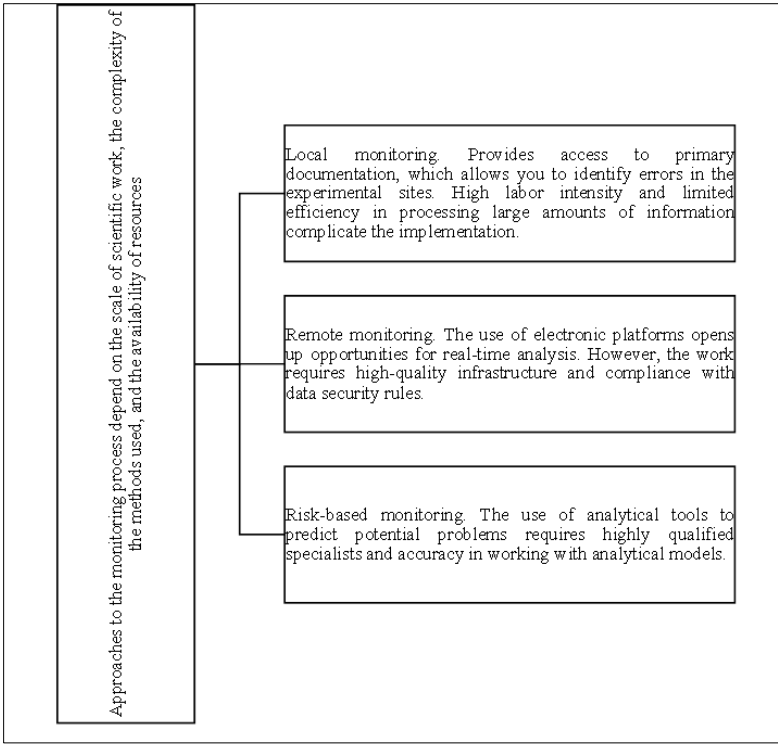 Approaches to the monitoring process depend on the scale of scientific work, the complexity of
the methods used, and the availability of resources
Local monitoring. Provides access to primary
documentation, which allows you to identify errors in the
experimental sites. High labor intensity and limited
efficiency in processing large amounts of information
complicate the implementation.
Remote monitoring. The use of electronic platforms opens
up opportunities for real-time analysis. However, the work
requires high-quality infrastructure and compliance with
data security rules.
Risk-based monitoring. The use of analytical tools to
predict potential problems requires highly qualified
specialists and accuracy in working with analytical models.